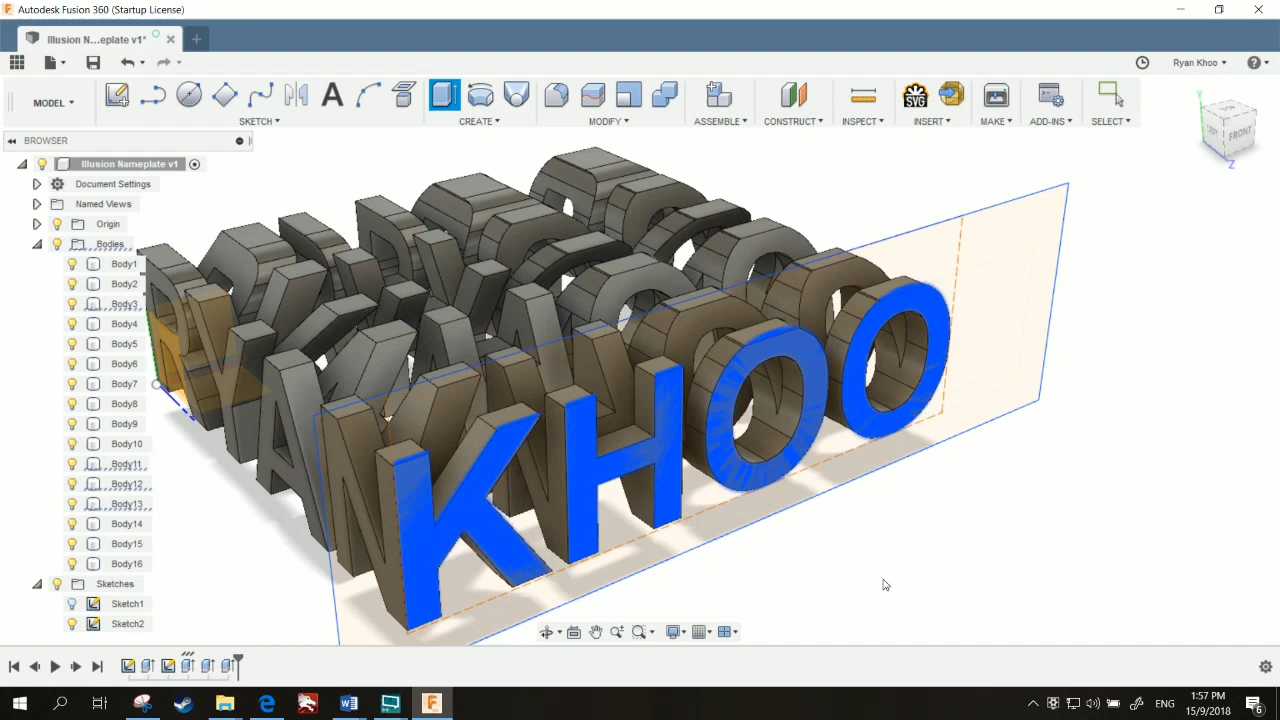 Autodesk Fusion 360 (Startup License)
Illusion N...eplate v1*
Ryan Khoo
MODEL
SKETCH
CREATE
MODIFY
ASSEMBLE
CONSTRUCT
INSPECT
SVG
INSERT
MAKE
ADD-INS
SELECT
BROWSER
Y
FRONT
Z
Illusion Nameplate v1
Document Settings
Named Views
Origin
Bodies
Body1
Body2
Body3
Body4
Body5
Body6
Body7
Body8
Body9
Body10
Body11
Body12
Body13
Body14
Body15
Body16
Sketches
Sketch1
Sketch2
RYAN
KHOO
ENG
1:57 PM
15/9/2018
6